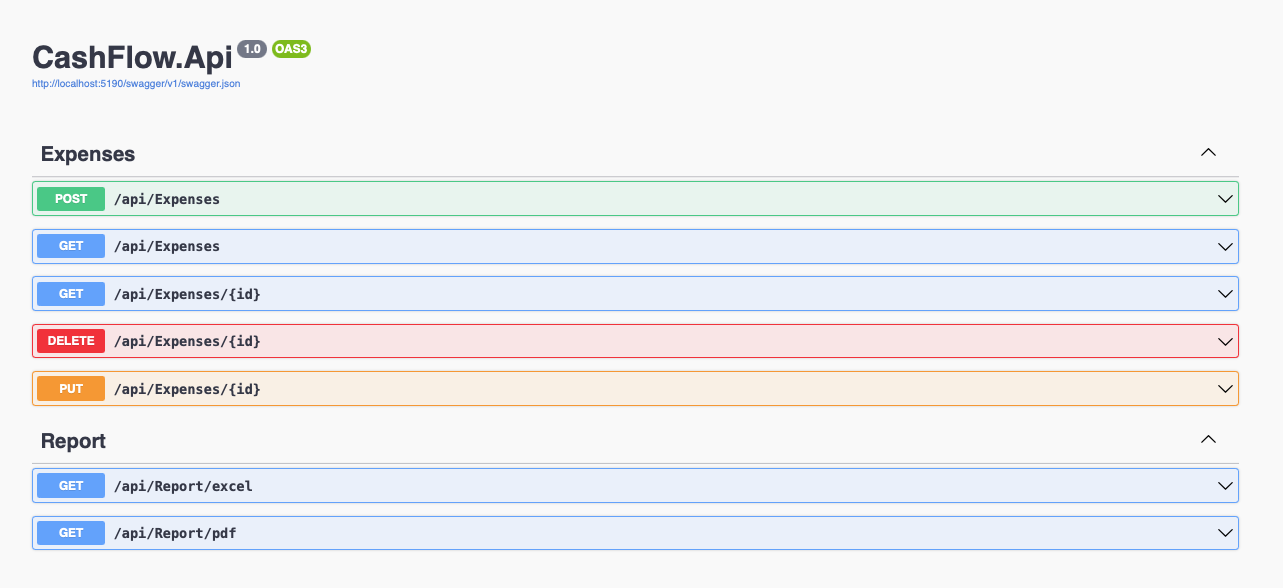 CashFlow.Api 1.0 OAS3
http://localhost:5190/swagger/v1/swagger.json
Expenses
POST /api/Expenses
GET /api/Expenses
GET /api/Expenses/{id}
DELETE /api/Expenses/{id}
PUT /api/Expenses/{id}
Report
GET /api/Report/excel
GET /api/Report/pdf